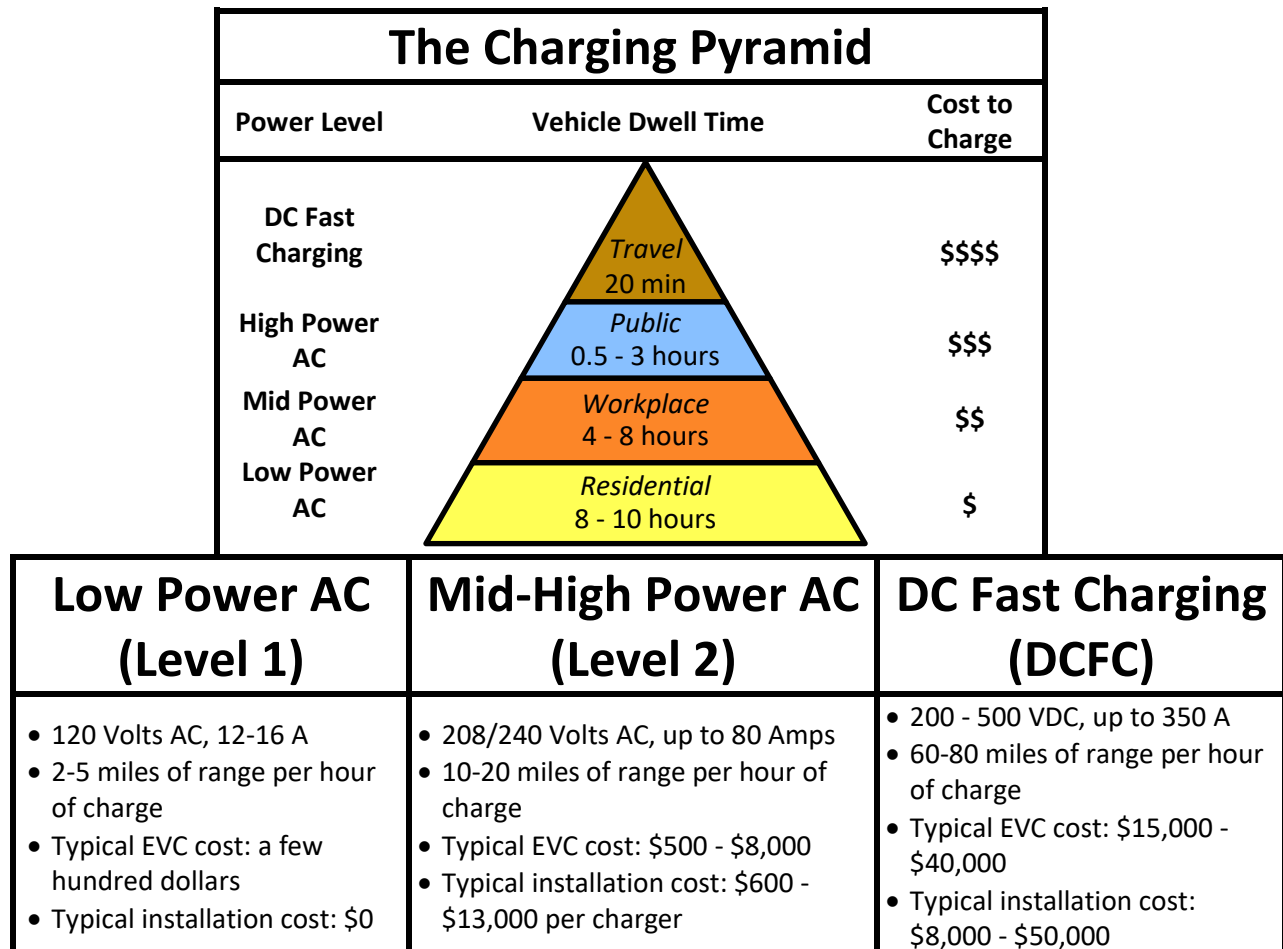 The Charging Pyramid
Power Level
Vehicle Dwell Time
Cost to
Charge
DC Fast
Charging
Travel
20 min
$$$$
High Power
AC
Public
0.5 - 3 hours
$$$
Mid Power
AC
Workplace
4 - 8 hours
$$
Low Power
AC
Residential
8 - 10 hours
$
Low Power AC
(Level 1)
• 120 Volts AC, 12-16 A
• 2-5 miles of range per hour
of charge
• Typical EVC cost: a few
hundred dollars
• Typical installation cost: $0
Mid-High Power AC
(Level 2)
• 208/240 Volts AC, up to 80 Amps
• 10-20 miles of range per hour of
charge
• Typical EVC cost: $500 - $8,000
• Typical installation cost: $600 -
$13,000 per charger
DC Fast Charging
(DCFC)
• 200 - 500 VDC, up to 350 A
• 60-80 miles of range per hour
of charge
• Typical EVC cost: $15,000 -
$40,000
• Typical installation cost:
$8,000 - $50,000